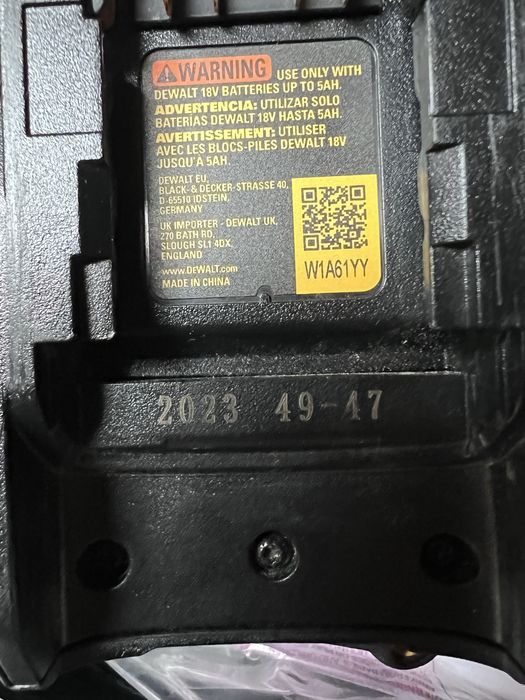 WARNING USE ONLY WITH
DEWALT 18V BATTERIES UP TO 5AH.
ADVERTENCIA: UTILIZAR SOLO
BATERÍAS DEWALT 18V HASTA 5AH.
AVERTISSEMENT: UTILISER
AVEC LES BLOCS-PILES DEWALT 18V
JUSQU'À 5AH.
DEWALT EU,
BLACK- & DECKER-STRASSE 40,
D-65510 IDSTEIN,
GERMANY
UK IMPORTER - DEWALT UK,
270 BATH RD,
SLOUGH SL1 4DX,
ENGLAND
www.DEWALT.com
MADE IN CHINA
W1A61YY
2023 49-47